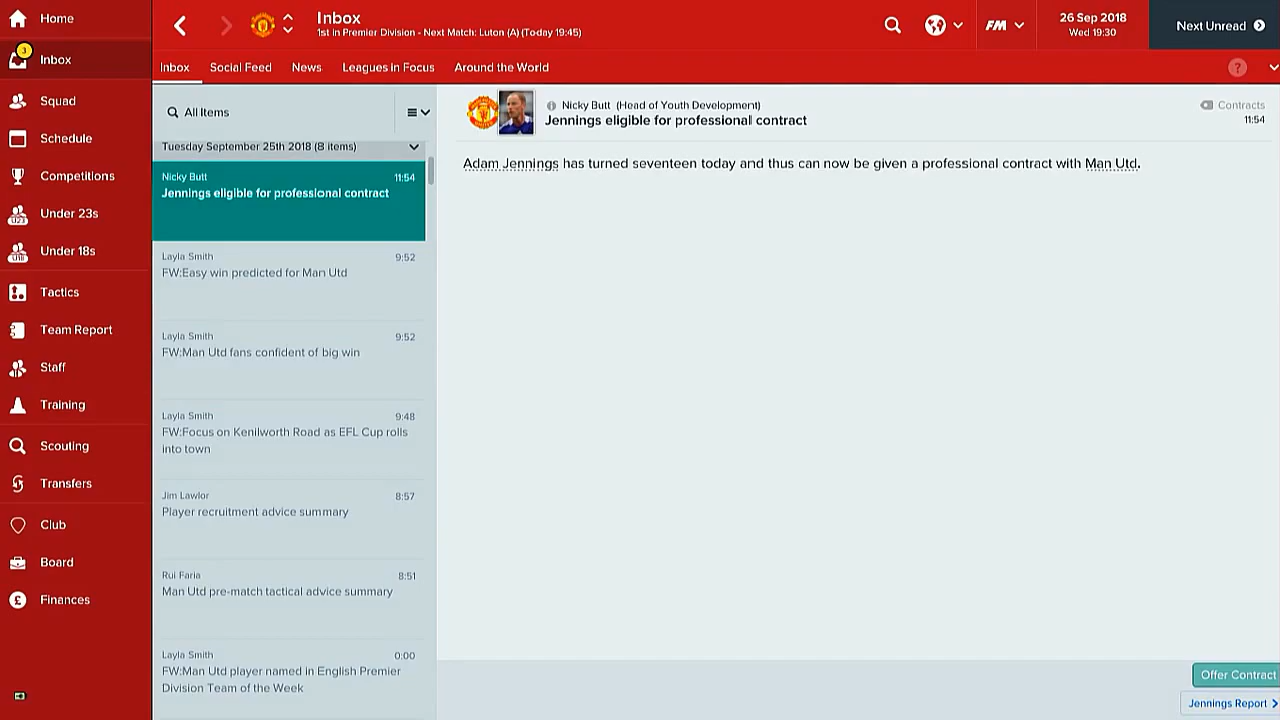 Home
3
Inbox
Squad
Schedule
Competitions
Under 23s
Under 18s
Tactics
Team Report
Staff
Training
Scouting
Transfers
Club
Board
Finances
Inbox
1st in Premier Division - Next Match: Luton (A) (Today 19:45)
FM
26 Sep 2018
Wed 19:30
Next Unread
Inbox
Social Feed
News
Leagues in Focus
Around the World
?
All Items
Tuesday September 25th 2018 (8 items)
Nicky Butt 11:54
Jennings eligible for professional contract
Layla Smith 9:52
FW:Easy win predicted for Man Utd
Layla Smith 9:52
FW:Man Utd fans confident of big win
Layla Smith 9:48
FW:Focus on Kenilworth Road as EFL Cup rolls
into town
Jim Lawlor 8:57
Player recruitment advice summary
Rui Faria 8:51
Man Utd pre-match tactical advice summary
Layla Smith 0:00
FW:Man Utd player named in English Premier
Division Team of the Week
Nicky Butt (Head of Youth Development)
Jennings eligible for professional contract
Contracts
11:54
Adam Jennings has turned seventeen today and thus can now be given a professional contract with Man Utd.
Offer Contract
Jennings Report